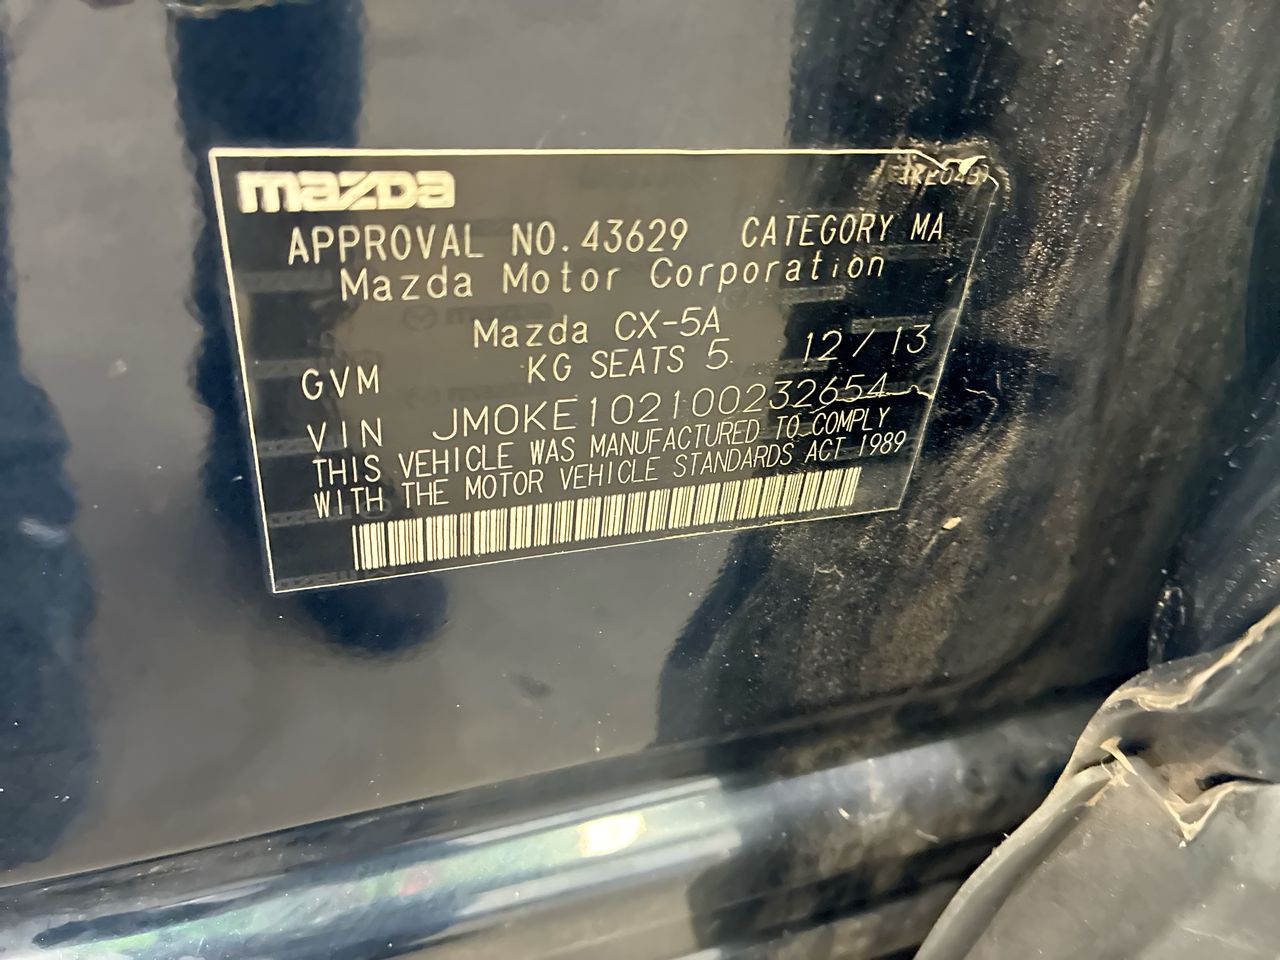 mazda
APPROVAL NO. 43629 CATEGORY MA
Mazda Motor Corporation
Mazda CX-5A
GVM KG SEATS 5 12/13
VIN JM0KE102100232654
THIS VEHICLE WAS MANUFACTURED TO COMPLY
WITH THE MOTOR VEHICLE STANDARDS ACT 1989